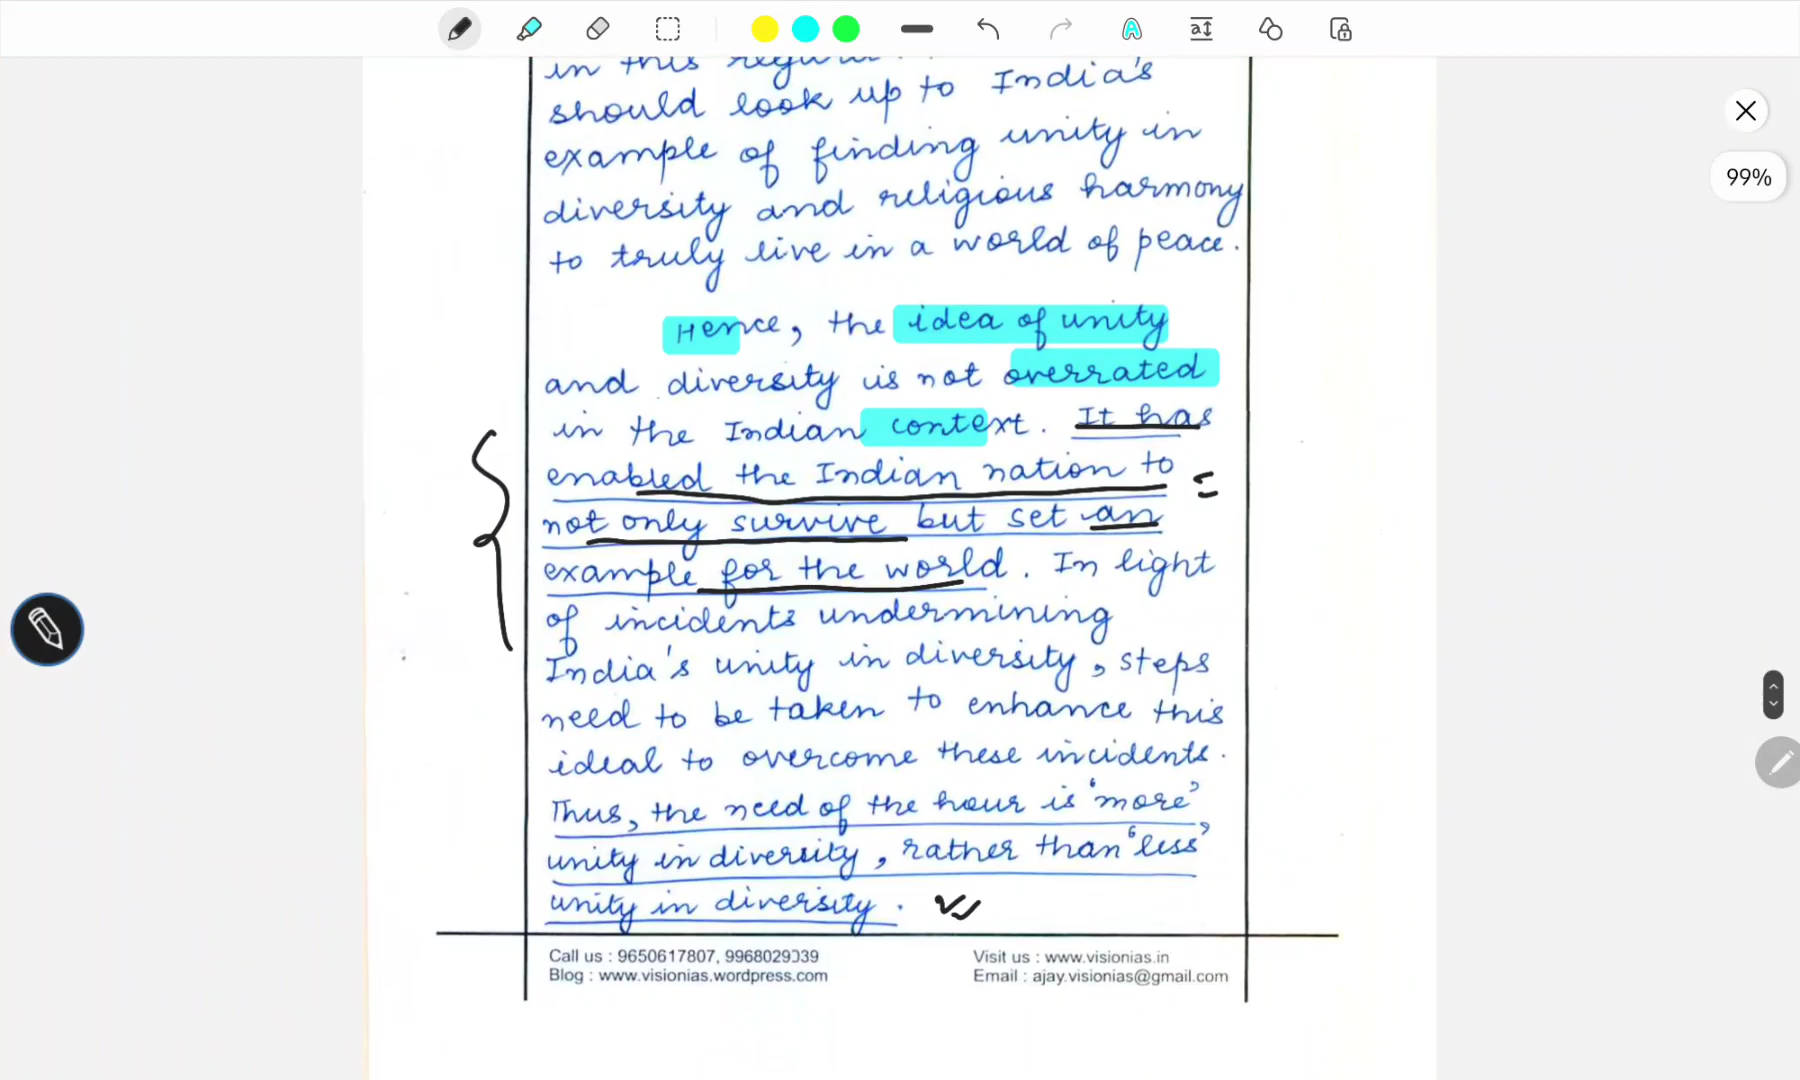 99%
in this
should look up to India's
example of finding unity in
diversity and religious harmony
to truly live in a world of peace.
Hence, the idea of unity
and diversity is not overrated
in the Indian context. It has
enabled the Indian nation to
not only survive but set an
example for the world. In light
of incidents undermining
India's unity in diversity, steps
need to be taken to enhance this
ideal to overcome these incidents.
Thus, the need of the hour is 'more'
unity in diversity, rather than 'less'
unity in diversity.
Call us : 9650617807, 9968029039 Visit us : www.visionias.in
Blog : www.visionias.wordpress.com Email : ajay.visionias@gmail.com